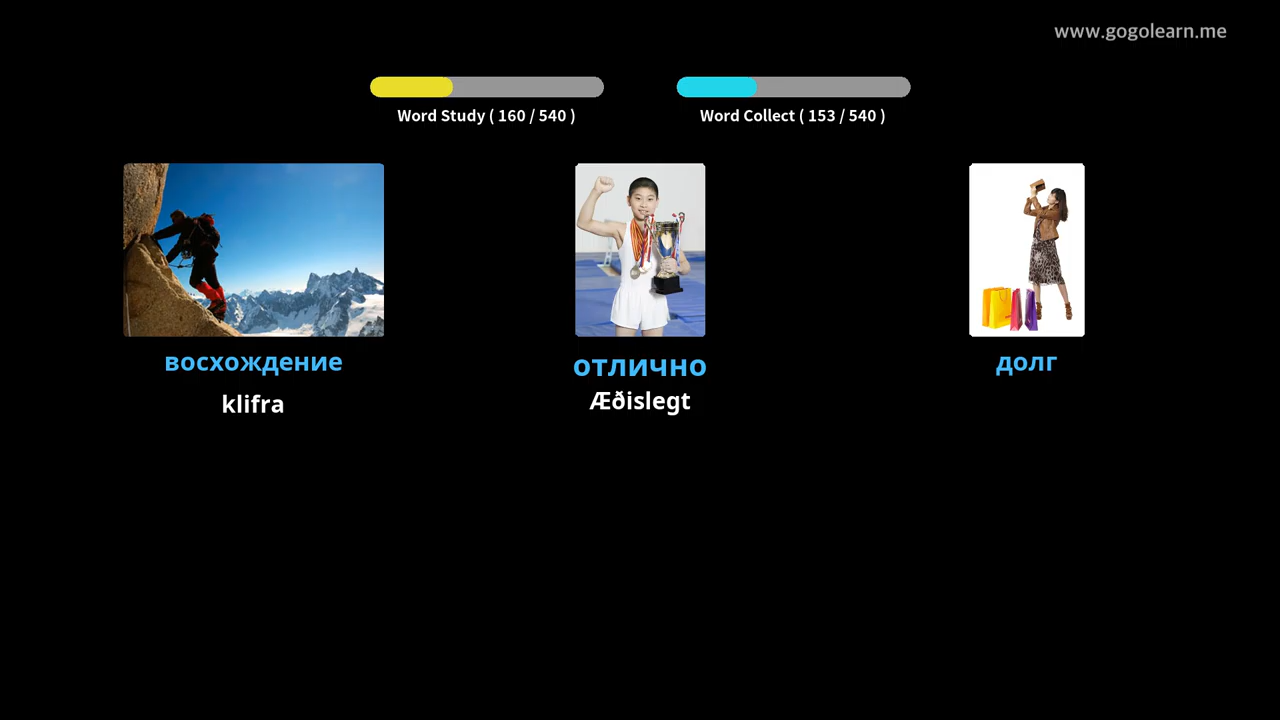 www.gogolearn.me
Word Study ( 160 / 540 )
Word Collect ( 153 / 540 )
восхождение
klifra
отлично
Æðislegt
долг